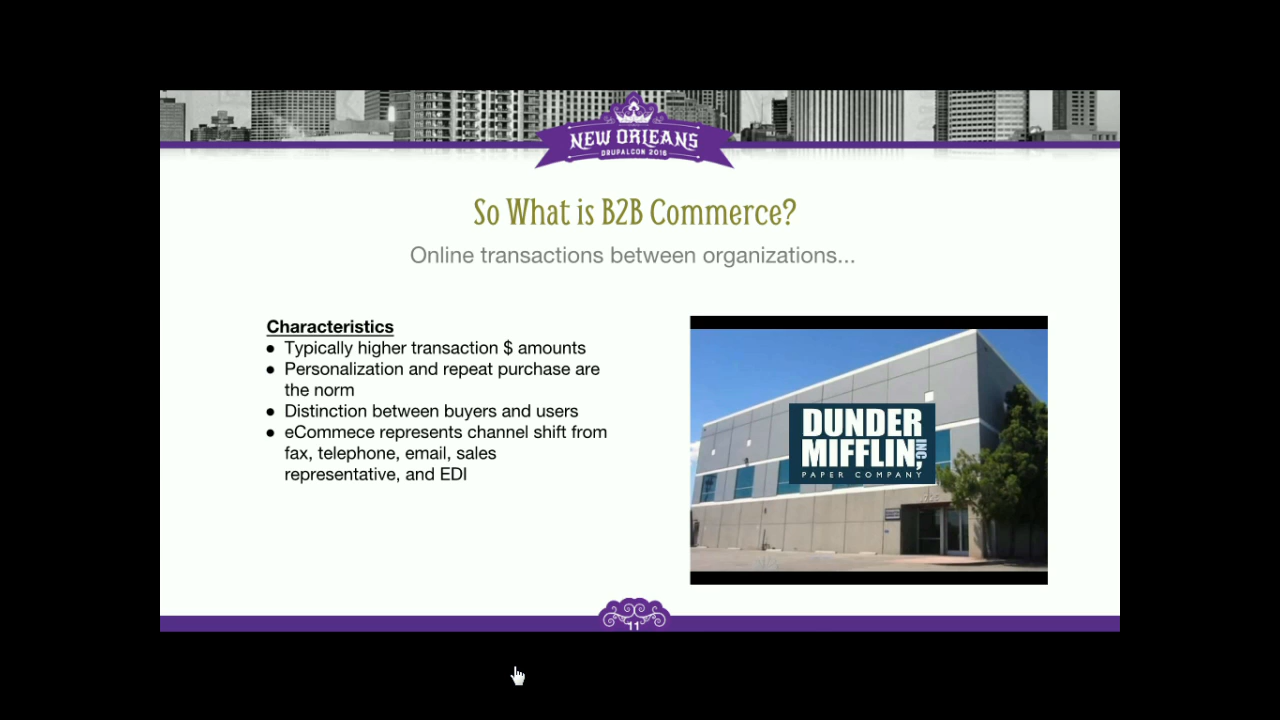 NEW ORLEANS
DRUPALCON 2016
So What is B2B Commerce?
Online transactions between organizations...
Characteristics
● Typically higher transaction $ amounts
● Personalization and repeat purchase are
the norm
● Distinction between buyers and users
● eCommece represents channel shift from
fax, telephone, email, sales
representative, and EDI
DUNDER
MIFFLIN, INC.
PAPER COMPANY
11